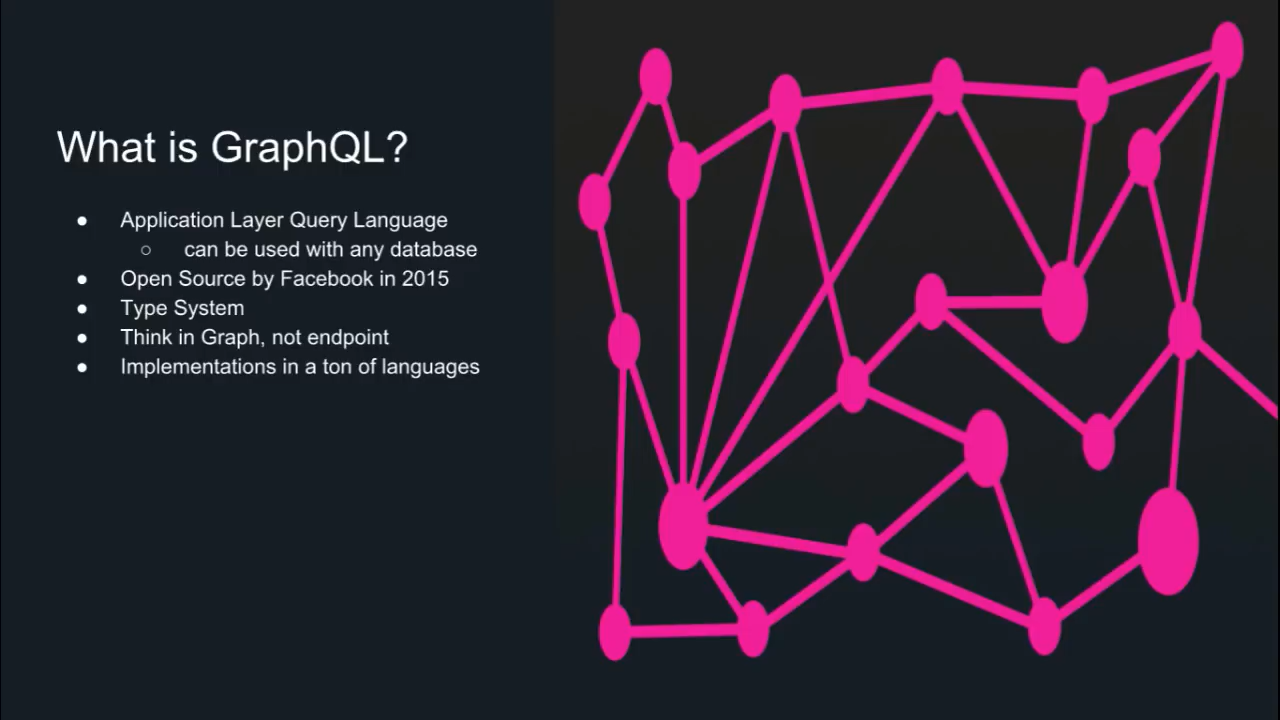 What is GraphQL?
● Application Layer Query Language
○ can be used with any database
● Open Source by Facebook in 2015
● Type System
● Think in Graph, not endpoint
● Implementations in a ton of languages